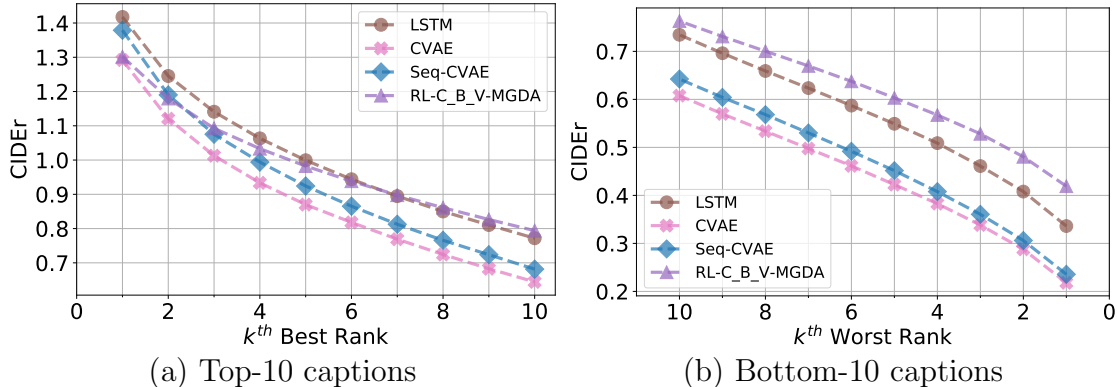 CIDEr
1.4
1.3
1.2
1.1
1.0
0.9
0.8
0.7
LSTM
CVAE
Seq-CVAE
RL-C_B_V-MGDA
0 2 4 6 8 10
kth Best Rank
(a) Top-10 captions
CIDEr
0.7
0.6
0.5
0.4
0.3
0.2
LSTM
CVAE
Seq-CVAE
RL-C_B_V-MGDA
10 8 6 4 2 0
kth Worst Rank
(b) Bottom-10 captions